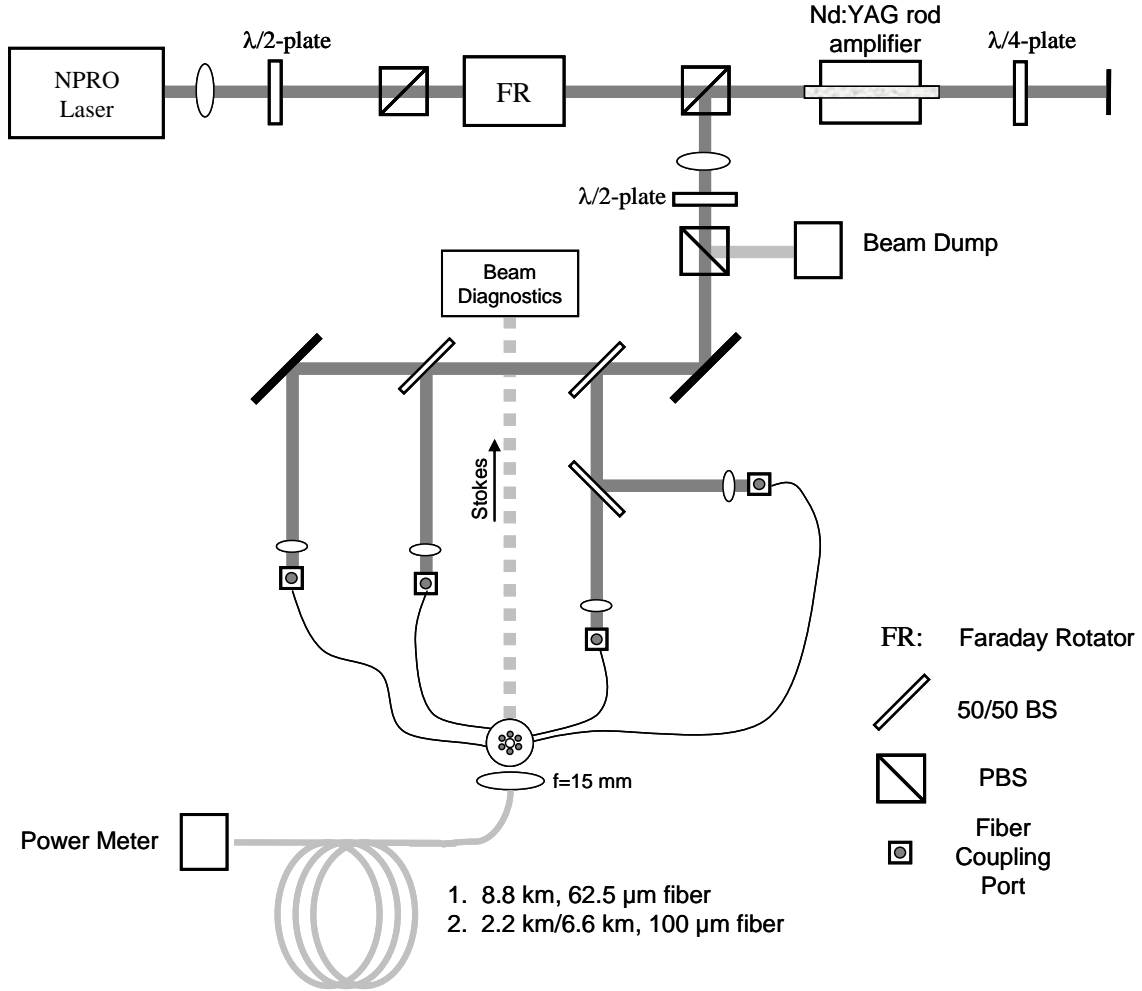 Nd:YAG rod
amplifier
λ/2-plate
λ/4-plate
NPRO
Laser
FR
λ/2-plate
Beam Dump
Beam
Diagnostics
Stokes
FR: Faraday Rotator
50/50 BS
f=15 mm
PBS
Power Meter
Fiber
Coupling
Port
1. 8.8 km, 62.5 μm fiber
2. 2.2 km/6.6 km, 100 μm fiber